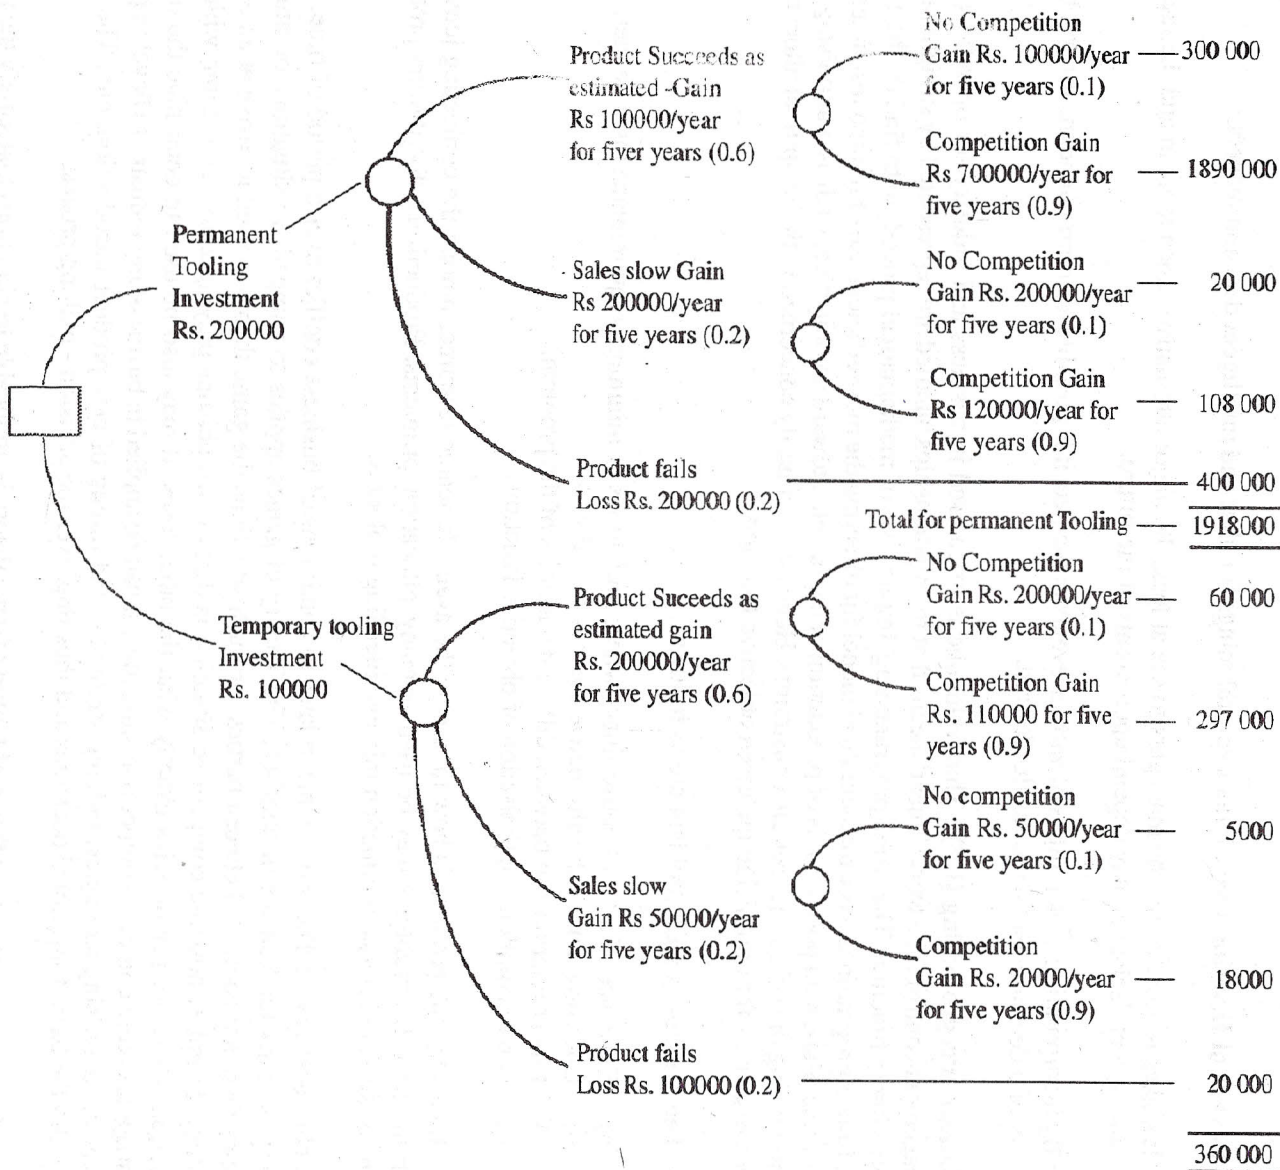 No Competition
Gain Rs. 100000/year
for five years (0.1)
300 000
Product Succeeds as
estimated -Gain
Rs 100000/year
for fiver years (0.6)
Competition Gain
Rs 700000/year for
five years (0.9)
1890 000
Permanent
Tooling
Investment
Rs. 200000
Sales slow Gain
Rs 200000/year
for five years (0.2)
No Competition
Gain Rs. 200000/year
for five years (0.1)
20 000
Competition Gain
Rs 120000/year for
five years (0.9)
108 000
Product fails
Loss Rs. 200000 (0.2)
400 000
Total for permanent Tooling
1918000
Temporary tooling
Investment
Rs. 100000
Product Suceeds as
estimated gain
Rs. 200000/year
for five years (0.6)
No Competition
Gain Rs. 200000/year
for five years (0.1)
60 000
Competition Gain
Rs. 110000 for five
years (0.9)
297 000
Sales slow
Gain Rs 50000/year
for five years (0.2)
No competition
Gain Rs. 50000/year
for five years (0.1)
5000
Competition
Gain Rs. 20000/year
for five years (0.9)
18000
Product fails
Loss Rs. 100000 (0.2)
20 000
360 000